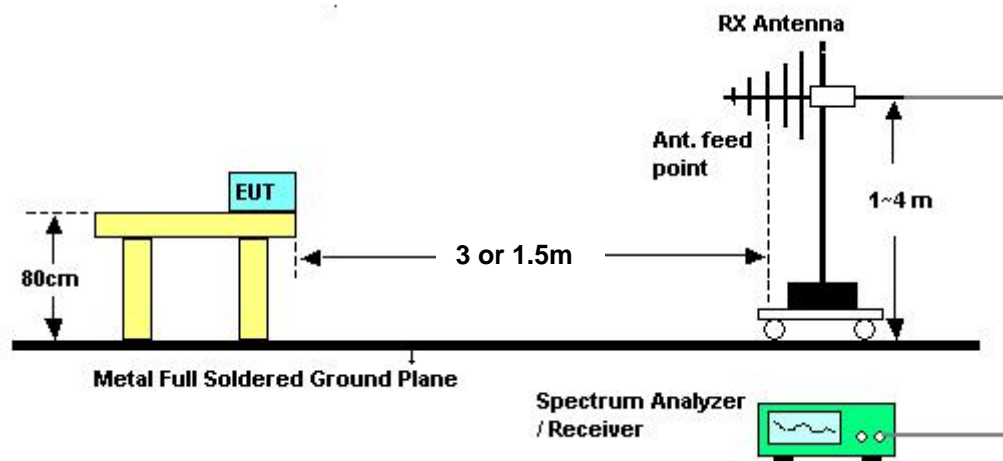 RX Antenna
Ant. feed
point
EUT
1~4 m
3 or 1.5m
80cm
Metal Full Soldered Ground Plane
Spectrum Analyzer
/ Receiver